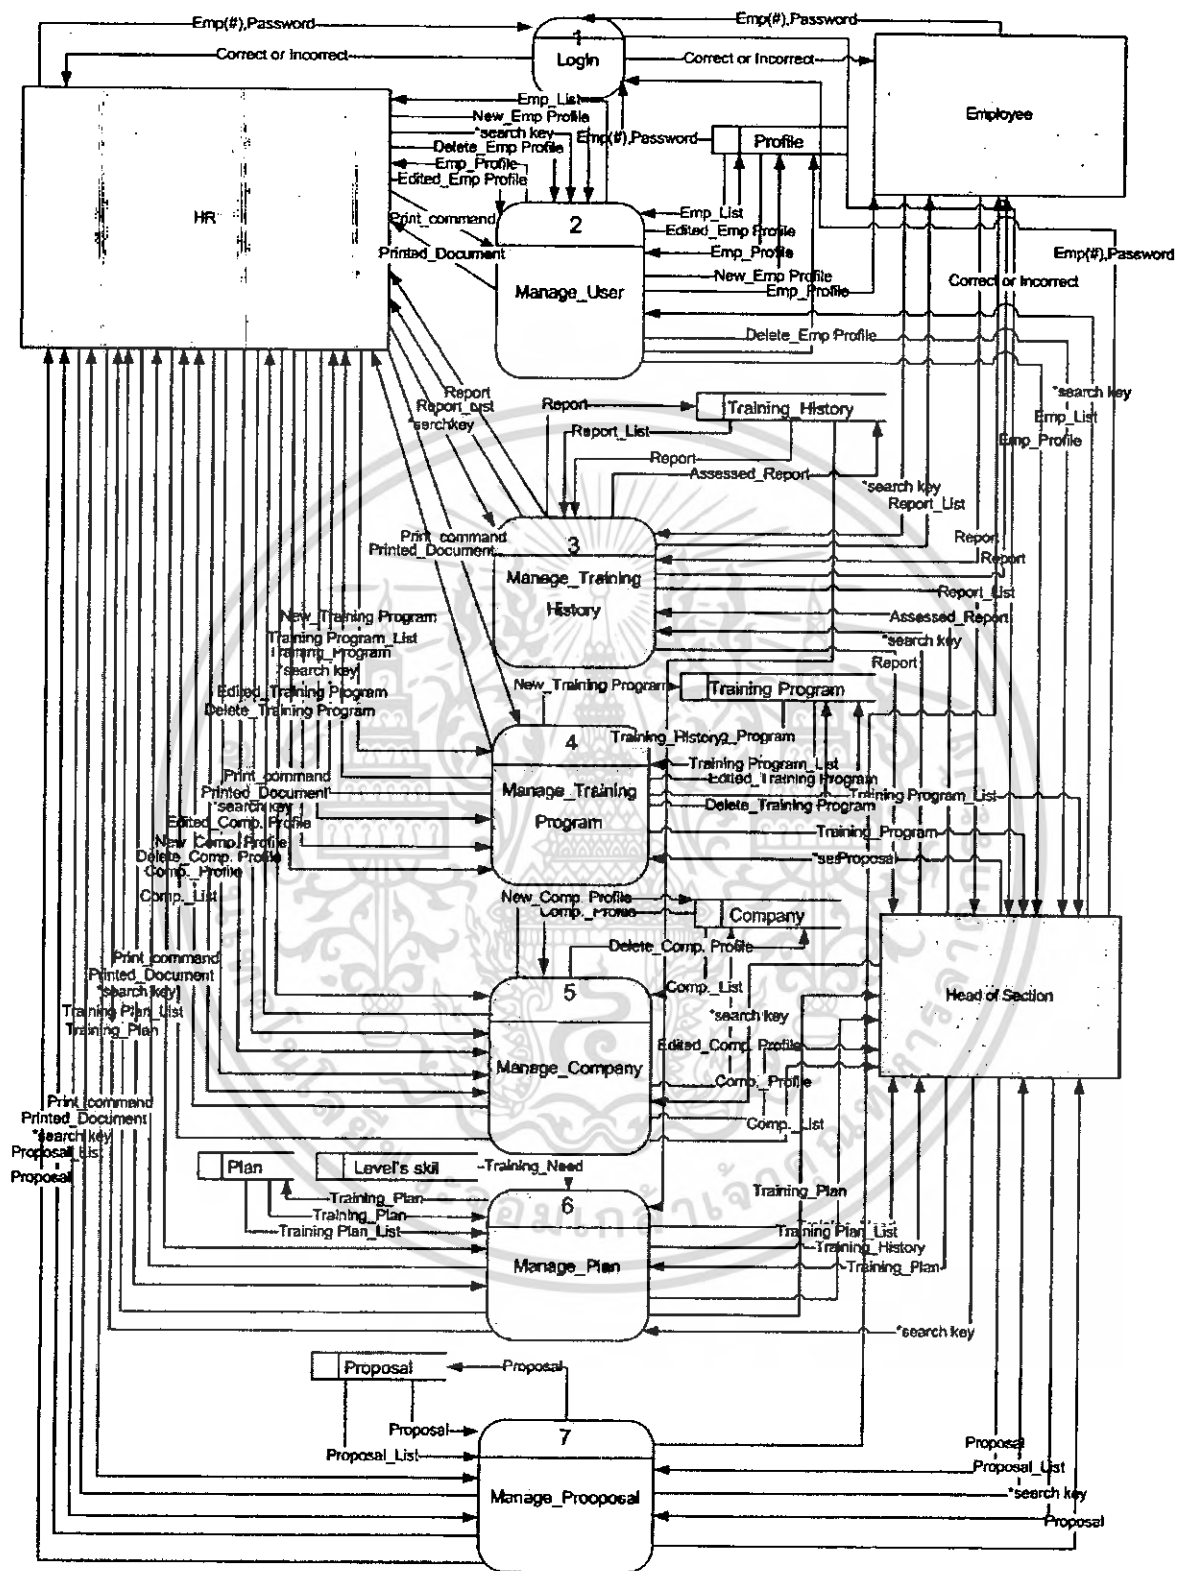 Emp(#),Password
Emp(#),Password
1
LogIn
Correct or Incorrect
Correct or Incorrect
Employee
HR
Emp_List
New_Emp Profile
*search key
Delete_Emp Profile
Emp_Profile
Edited_Emp Profile
Emp(#),Password
Profile
Print_command
Printed_Document
2
Manage_User
Emp_List
Edited_Emp Profile
Emp_Profile
New_Emp Profile
Emp_Profile
Delete_Emp Profile
Emp(#),Password
Correct or Incorrect
*search key
Emp_List
Emp_Profile
Report
Report_List
*serchkey
Report
Training_History
Report_List
Report
Assessed_Report
*search key
Report_List
Print_command
Printed_Document
3
Manage_Training
History
Report
Report
Report_List
Assessed_Report
*search key
Report
New_Training Program
Training Program_List
Training_Program
*search key
Edited_Training Program
Delete_Training Program
New_Training Program
Training Program
4
Manage_Training
Program
Training Program_List
Edited_Training Program
Training Program_List
Delete_Training Program
Training_Program
Print_command
Printed_Document
*search key
Edited_Comp. Profile
New_Comp. Profile
Delete_Comp. Profile
Comp._Profile
Comp._List
New_Comp. Profile
Comp._Profile
Company
Delete_Comp. Profile
Head of Section
Print_command
Printed_Document
*search key
Training Plan_List
Training_Plan
5
Manage_Company
Comp._List
*search key
Edited_Comp. Profile
Comp._Profile
Comp._List
Print_command
Printed_Document
*search key
Proposal_List
Proposal
Plan
Level's skil
Training_Need
Training_Plan
Training_Plan
Training Plan_List
6
Manage_Plan
Training_Plan
Training Plan_List
Training_History
Training_Plan
*search key
Proposal
Proposal
Proposal
Proposal_List
7
Manage_Prooposal
Proposal
Proposal_List
*search key
Proposal